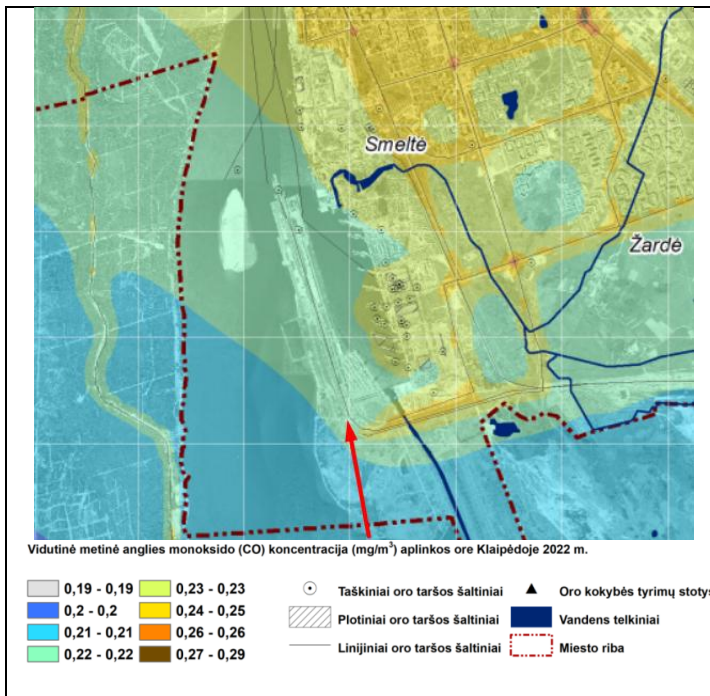 Smeltė
Žardė
Vidutinė metinė anglies monoksido (CO) koncentracija (mg/m³) aplinkos ore Klaipėdoje 2022 m.
0,19 - 0,19
0,2 - 0,2
0,21 - 0,21
0,22 - 0,22
0,23 - 0,23
0,24 - 0,25
0,26 - 0,26
0,27 - 0,29
Taškiniai oro taršos šaltiniai
Plotiniai oro taršos šaltiniai
Linijiniai oro taršos šaltiniai
Oro kokybės tyrimų stotys
Vandens telkiniai
Miesto riba